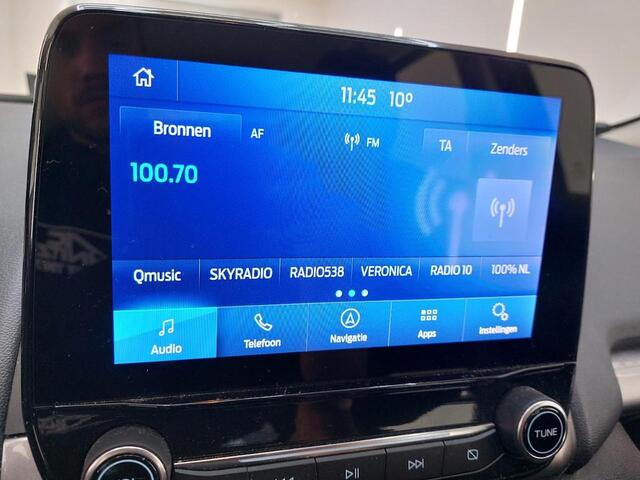 11:45 10°
Bronnen AF FM TA Zenders
100.70
Qmusic SKYRADIO RADIO538 VERONICA RADIO 10 100% NL
Audio Telefoon Navigatie Apps Instellingen
TUNE